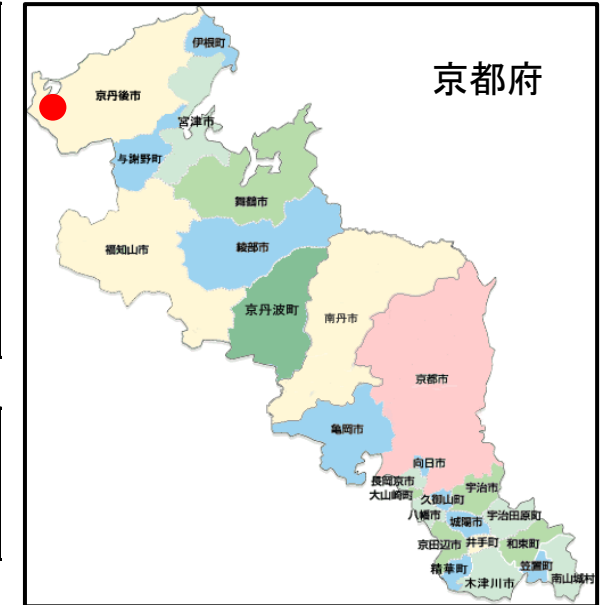 京都府
伊根町
京丹後市
宮津市
与謝野町
舞鶴市
福知山市
綾部市
京丹波町
南丹市
京都市
亀岡市
向日市
長岡京市
大山崎町
宇治市
久御山町
八幡市
宇治田原町
城陽市
京田辺市
井手町
和束町
精華町
笠置町
木津川市
南山城村